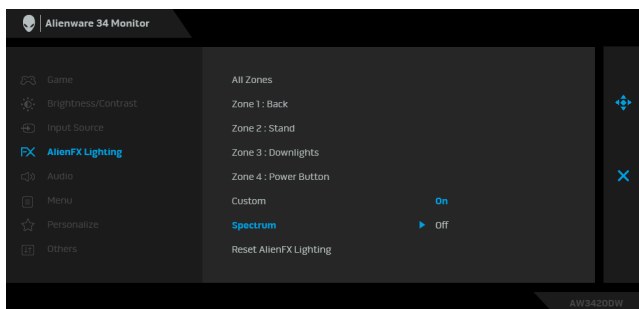 Alienware 34 Monitor
Game
Brightness/Contrast
Input Source
FX AlienFX Lighting
Audio
Menu
Personalize
Others
All Zones
Zone 1 : Back
Zone 2 : Stand
Zone 3 : Downlights
Zone 4 : Power Button
Custom On
Spectrum Off
Reset AlienFX Lighting
AW3420DW